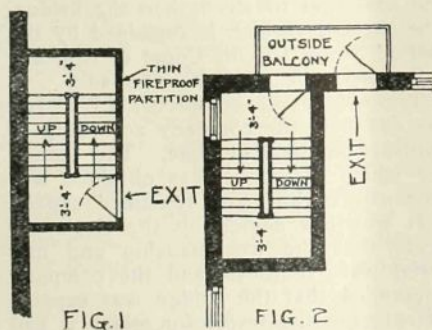 3'-4"
THIN
FIREPROOF
PARTITION
UP
DOWN
3'-4"
EXIT
FIG. 1
OUTSIDE
BALCONY
3'-4"
UP
DOWN
EXIT
3'-4"
FIG. 2